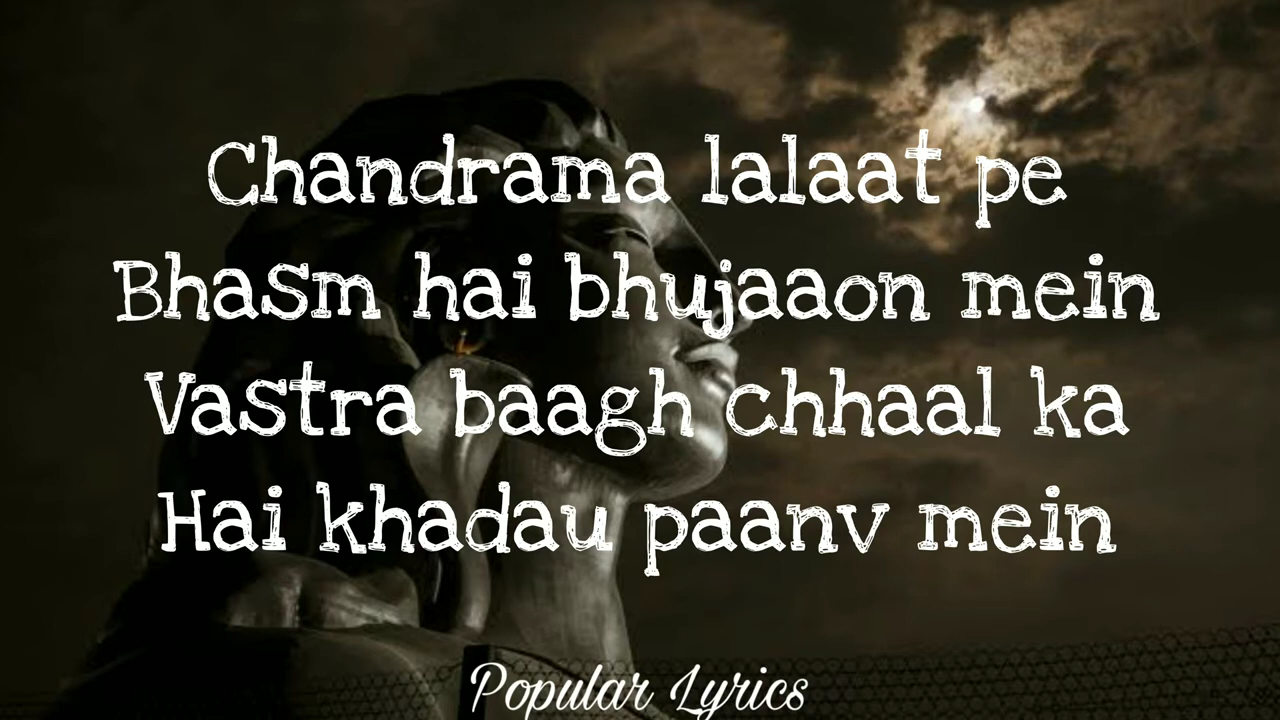 Chandrama lalaat pe
Bhasm hai bhujaaon mein
Vastra baagh chhaal ka
Hai khadau paanv mein
Popular Lyrics